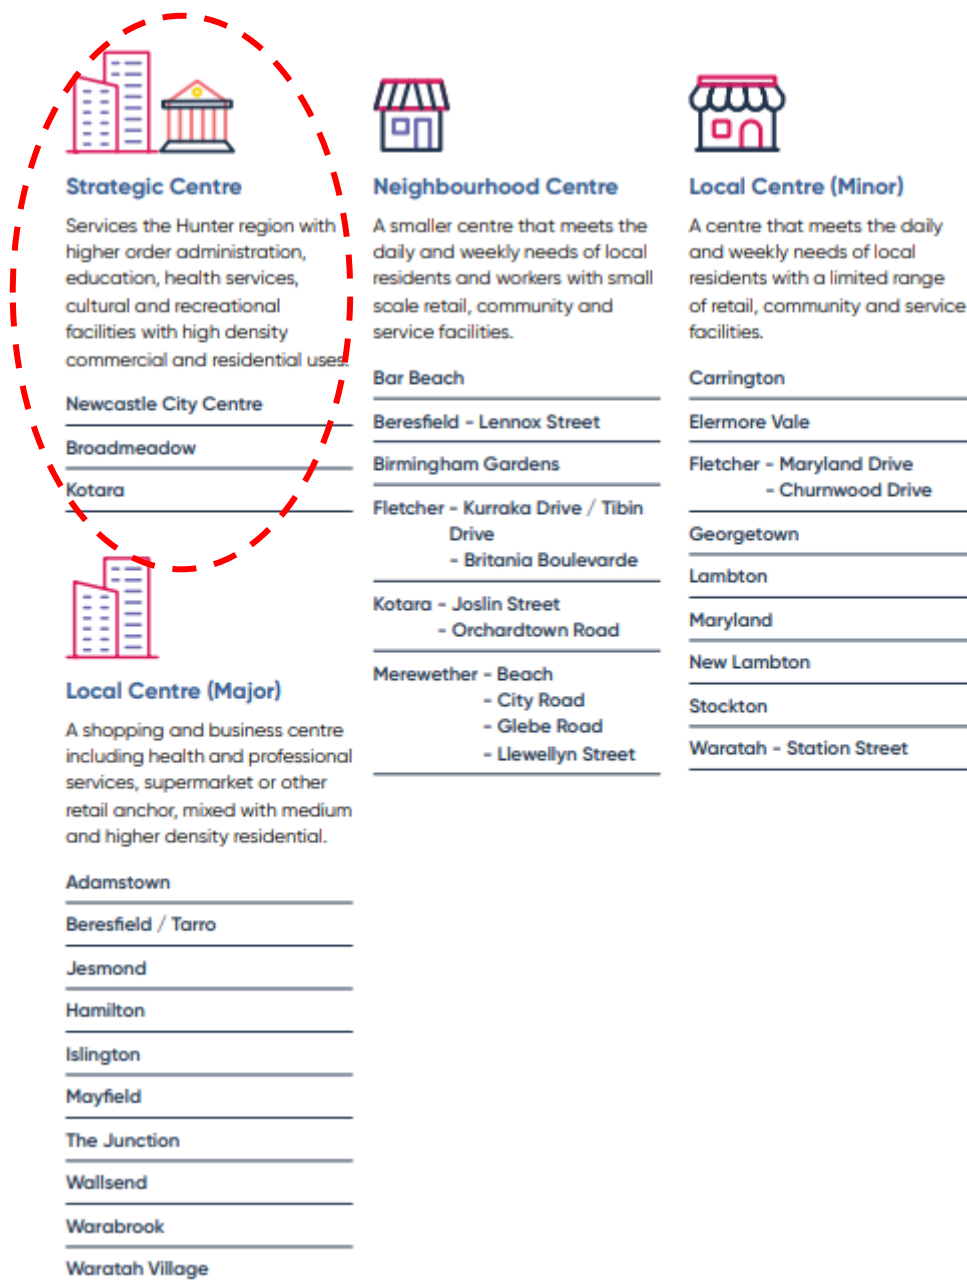 Strategic Centre
Services the Hunter region with
higher order administration,
education, health services,
cultural and recreational
facilities with high density
commercial and residential uses.
Newcastle City Centre
Broadmeadow
Kotara
Local Centre (Major)
A shopping and business centre
including health and professional
services, supermarket or other
retail anchor, mixed with medium
and higher density residential.
Adamstown
Beresfield / Tarro
Jesmond
Hamilton
Islington
Mayfield
The Junction
Wallsend
Warabrook
Waratah Village
Neighbourhood Centre
A smaller centre that meets the
daily and weekly needs of local
residents and workers with small
scale retail, community and
service facilities.
Bar Beach
Beresfield - Lennox Street
Birmingham Gardens
Fletcher - Kurraka Drive / Tibin
Drive
- Britania Boulevarde
Kotara - Joslin Street
- Orchardtown Road
Merewether - Beach
- City Road
- Glebe Road
- Llewellyn Street
Local Centre (Minor)
A centre that meets the daily
and weekly needs of local
residents with a limited range
of retail, community and service
facilities.
Carrington
Elermore Vale
Fletcher - Maryland Drive
- Churnwood Drive
Georgetown
Lambton
Maryland
New Lambton
Stockton
Waratah - Station Street